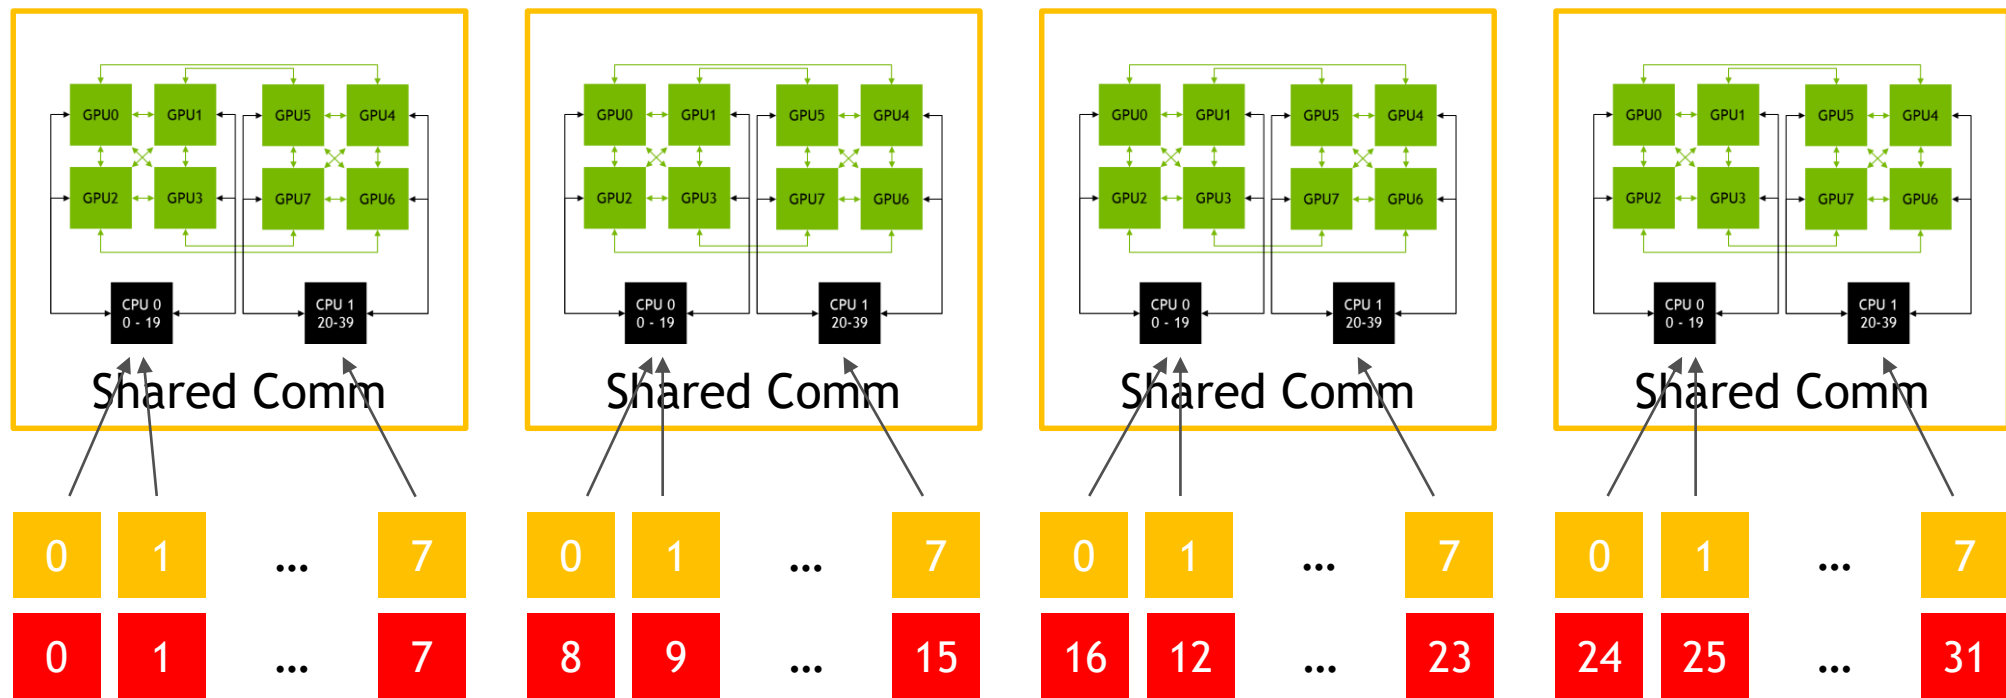 GPU0 GPU1 GPU5 GPU4
GPU2 GPU3 GPU7 GPU6
CPU 0 CPU 1
0 - 19 20-39
Shared Comm
GPU0 GPU1 GPU5 GPU4
GPU2 GPU3 GPU7 GPU6
CPU 0 CPU 1
0 - 19 20-39
Shared Comm
GPU0 GPU1 GPU5 GPU4
GPU2 GPU3 GPU7 GPU6
CPU 0 CPU 1
0 - 19 20-39
Shared Comm
GPU0 GPU1 GPU5 GPU4
GPU2 GPU3 GPU7 GPU6
CPU 0 CPU 1
0 - 19 20-39
Shared Comm
0 1 ... 7 0 1 ... 7 0 1 ... 7 0 1 ... 7
0 1 ... 7 8 9 ... 15 16 12 ... 23 24 25 ... 31